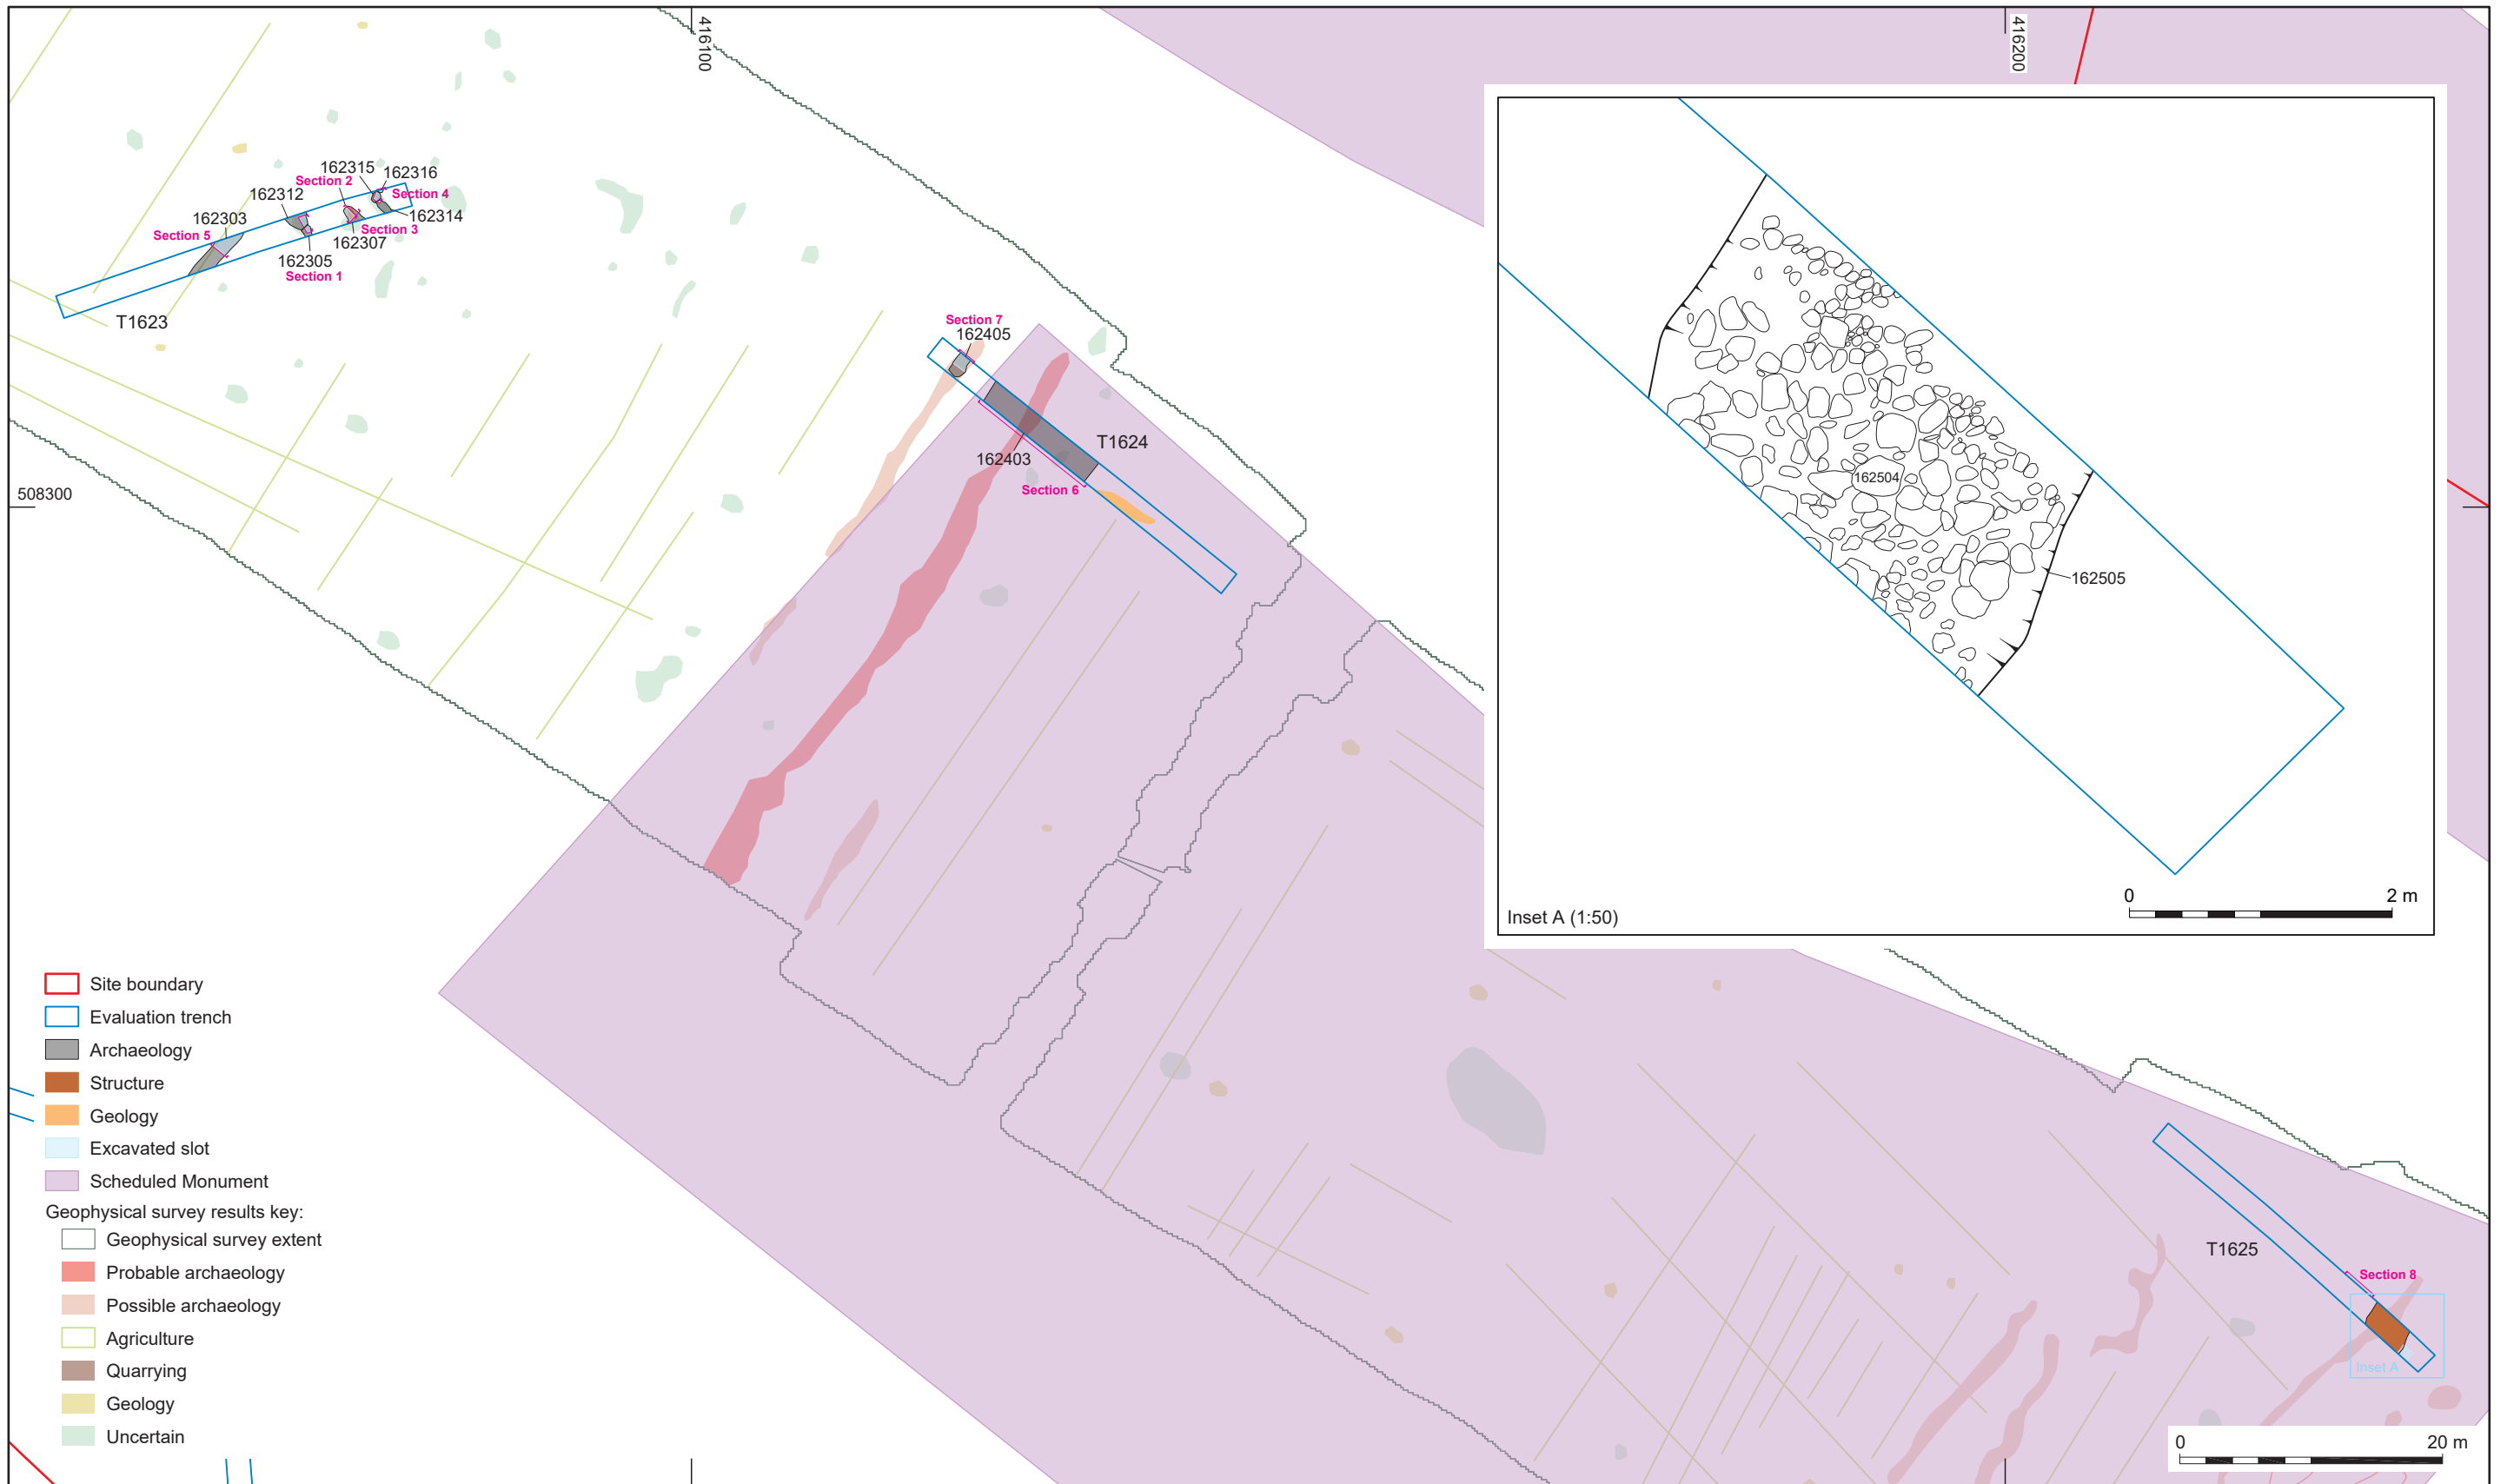 416100
416200
162315
162316
Section 2
Section 4
162312
162314
162303
Section 3
Section 5
162307
162305
Section 1
T1623
Section 7
162405
T1624
162403
Section 6
508300
162504
162505
0
2 m
Inset A (1:50)
Site boundary
Evaluation trench
Archaeology
Structure
Geology
Excavated slot
Scheduled Monument
Geophysical survey results key:
Geophysical survey extent
Probable archaeology
Possible archaeology
Agriculture
Quarrying
Geology
Uncertain
T1625
Section 8
Inset A
0
20 m